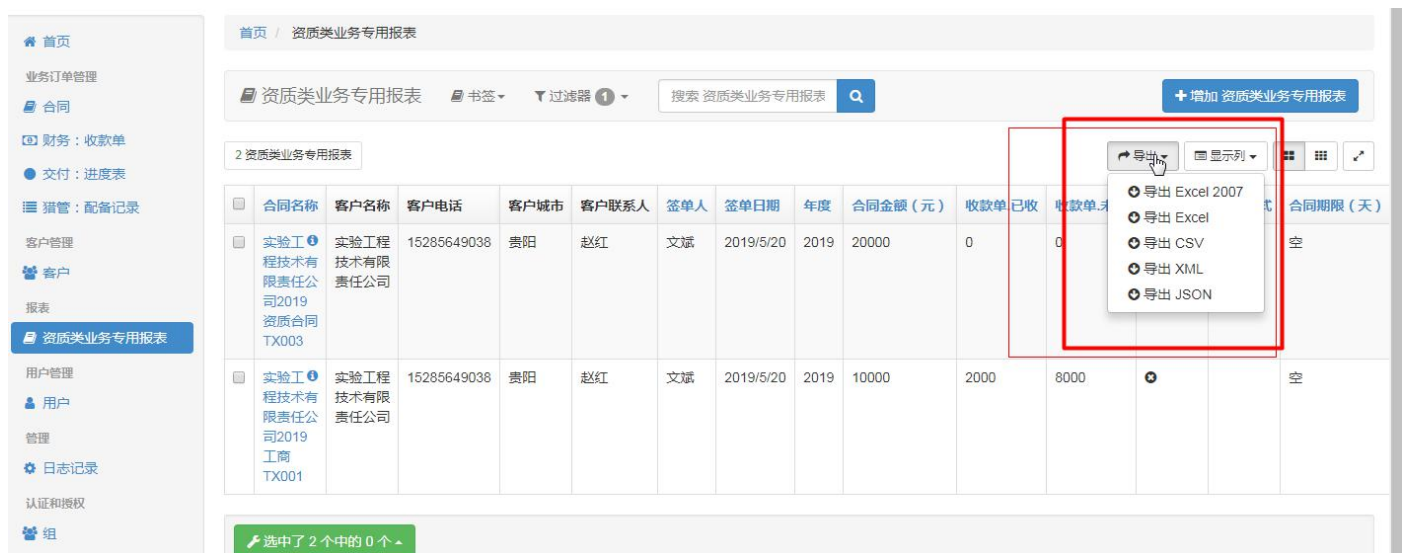 首页
业务订单管理
合同
财务：收款单
交付：进度表
猎管：配备记录
客户管理
客户
报表
资质类业务专用报表
用户管理
用户
管理
日志记录
认证和授权
组
首页 / 资质类业务专用报表
资质类业务专用报表 书签 过滤器 1 搜索 资质类业务专用报表 增加 资质类业务专用报表
2 资质类业务专用报表 导出 显示列
导出 Excel 2007
导出 Excel
导出 CSV
导出 XML
导出 JSON
合同名称 客户名称 客户电话 客户城市 客户联系人 签单人 签单日期 年度 合同金额（元） 收款单.已收 收款单.未 式 合同期限（天）
实验工 实验工程 15285649038 贵阳 赵红 文斌 2019/5/20 2019 20000 0 0 空
程技术有 技术有限
限责任公 责任公司
司2019
资质合同
TX003
实验工 实验工程 15285649038 贵阳 赵红 文斌 2019/5/20 2019 10000 2000 8000 空
程技术有 技术有限
限责任公 责任公司
司2019
工商
TX001
选中了 2 个中的 0 个